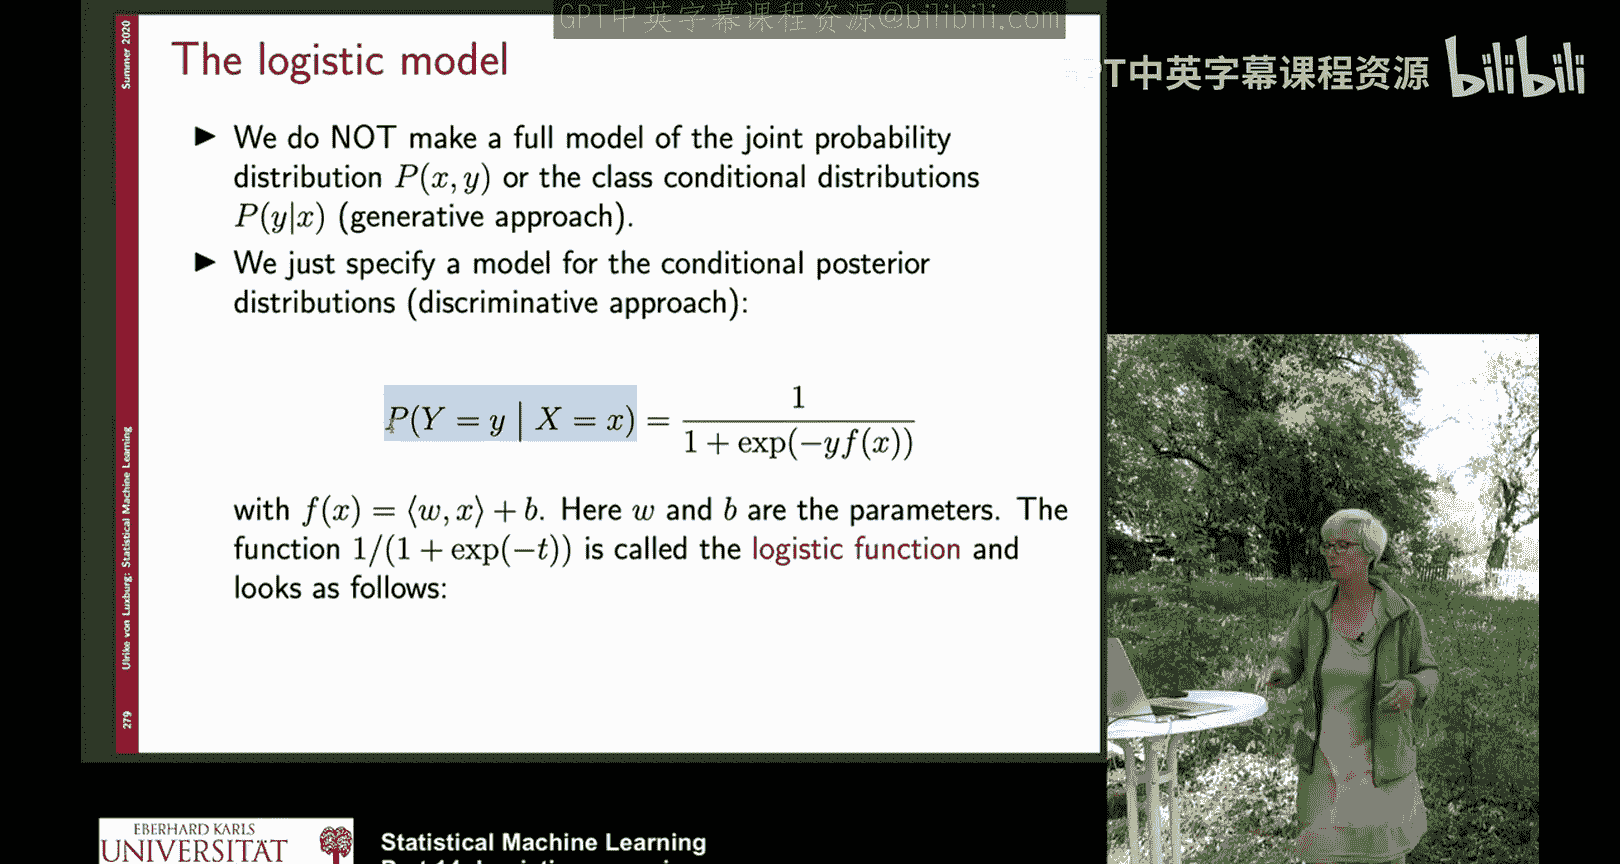 GPT中英字幕课程资源@bilibili.com
PT中英字幕课程资源 bilibili
Summer 2020
The logistic model
► We do NOT make a full model of the joint probability
distribution P(x, y) or the class conditional distributions
P(y|x) (generative approach).
► We just specify a model for the conditional posterior
distributions (discriminative approach):
P(Y = y | X = x) = 1 / (1 + exp(−yf(x)))
with f(x) = ⟨w, x⟩ + b. Here w and b are the parameters. The
function 1/(1 + exp(−t)) is called the logistic function and
looks as follows:
Ulrike von Luxburg: Statistical Machine Learning
279
EBERHARD KARLS
UNIVERSITÄT
Statistical Machine Learning